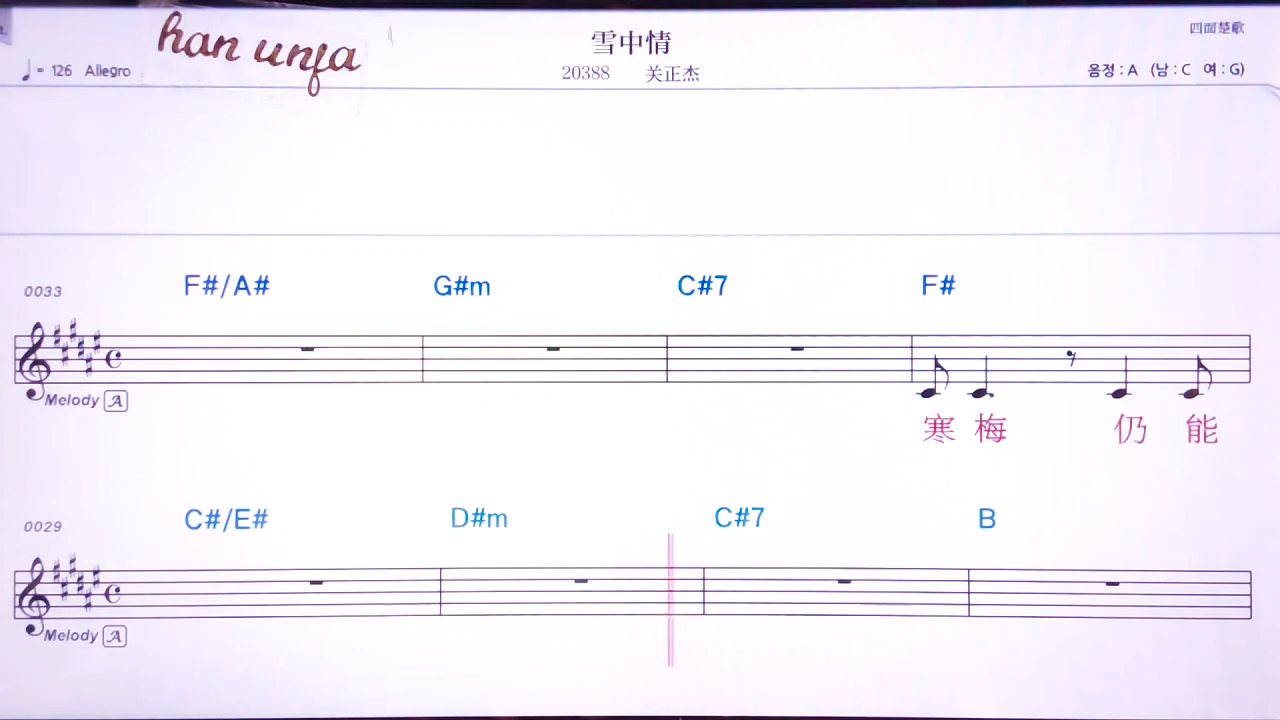 han unja
雪中情
四面楚歌
♩ = 126 Allegro
20388 关正杰
음정 : A (남 : C 여 : G)
F#/A# G#m C#7 F#
0033
Melody A
寒 梅 仍 能
C#/E# D#m C#7 B
0029
Melody A